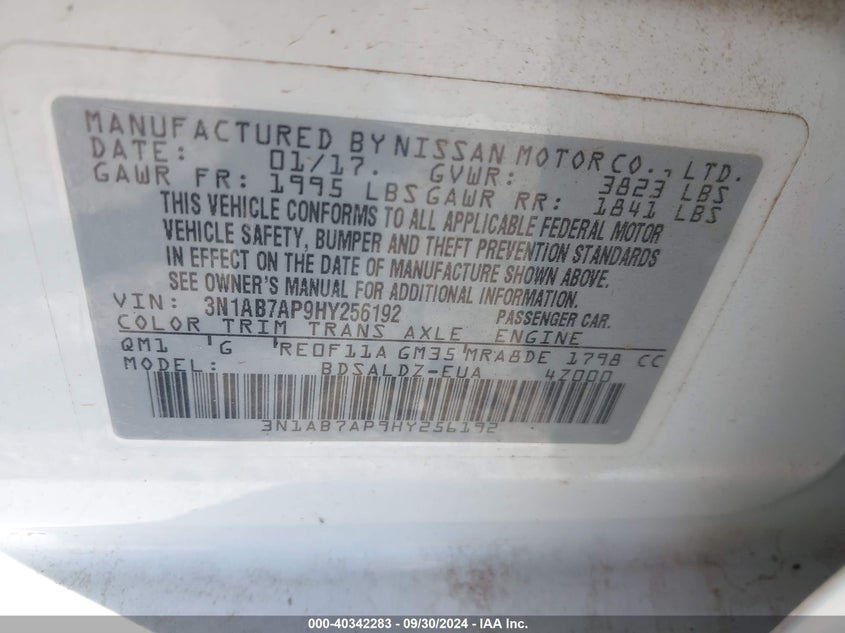 MANUFACTURED BY NISSAN MOTOR CO., LTD.
DATE: 01/17. GVWR: 3823 LBS
GAWR FR: 1995 LBS GAWR RR: 1841 LBS
THIS VEHICLE CONFORMS TO ALL APPLICABLE FEDERAL MOTOR
VEHICLE SAFETY, BUMPER AND THEFT PREVENTION STANDARDS
IN EFFECT ON THE DATE OF MANUFACTURE SHOWN ABOVE.
SEE OWNER'S MANUAL FOR ADDITIONAL INFORMATION.
VIN: 3N1AB7AP9HY256192 PASSENGER CAR.
COLOR TRIM TRANS AXLE ENGINE
QM1 G RE0F11A GM35 MRA8DE 1798 CC
MODEL: BDSALDZ-EUA 4Z000
3N1AB7AP9HY256192
000-40342283 - 09/30/2024 - IAA Inc.